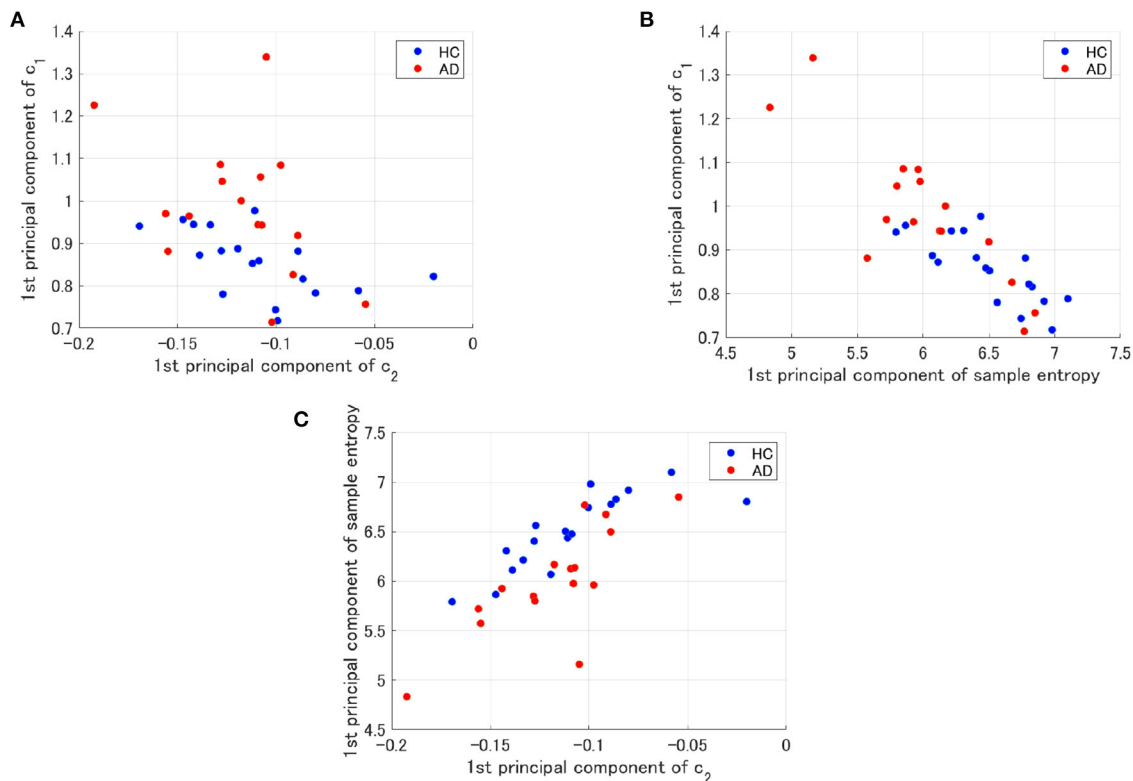 A
1st principal component of c1
1.4
1.3
1.2
1.1
1
0.9
0.8
0.7
−0.2
−0.15
−0.1
−0.05
0
1st principal component of c2
HC
AD
B
1st principal component of c1
1.4
1.3
1.2
1.1
1
0.9
0.8
0.7
4.5
5
5.5
6
6.5
7
7.5
1st principal component of sample entropy
HC
AD
C
1st principal component of sample entropy
7.5
7
6.5
6
5.5
5
4.5
−0.2
−0.15
−0.1
−0.05
0
1st principal component of c2
HC
AD